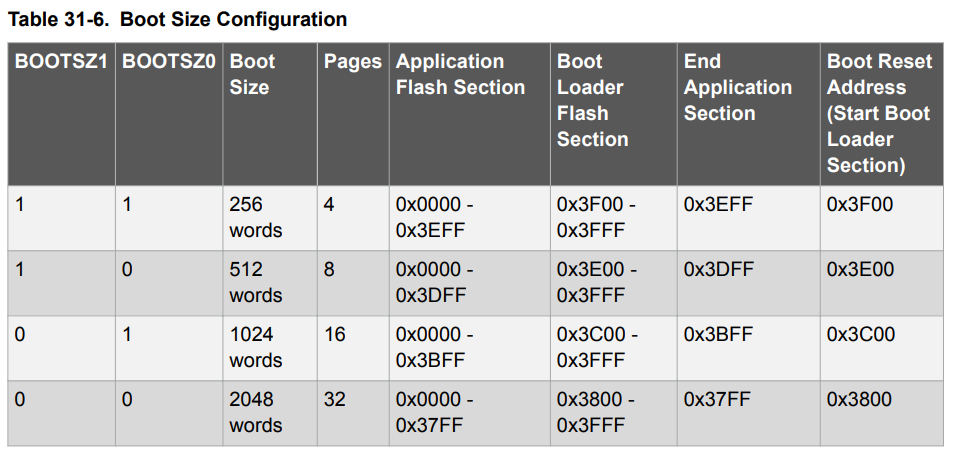 Table 31-6. Boot Size Configuration
BOOTSZ1 BOOTSZ0 Boot Size Pages Application Flash Section Boot Loader Flash Section End Application Section Boot Reset Address (Start Boot Loader Section)
1 1 256 words 4 0x0000 - 0x3EFF 0x3F00 - 0x3FFF 0x3EFF 0x3F00
1 0 512 words 8 0x0000 - 0x3DFF 0x3E00 - 0x3FFF 0x3DFF 0x3E00
0 1 1024 words 16 0x0000 - 0x3BFF 0x3C00 - 0x3FFF 0x3BFF 0x3C00
0 0 2048 words 32 0x0000 - 0x37FF 0x3800 - 0x3FFF 0x37FF 0x3800